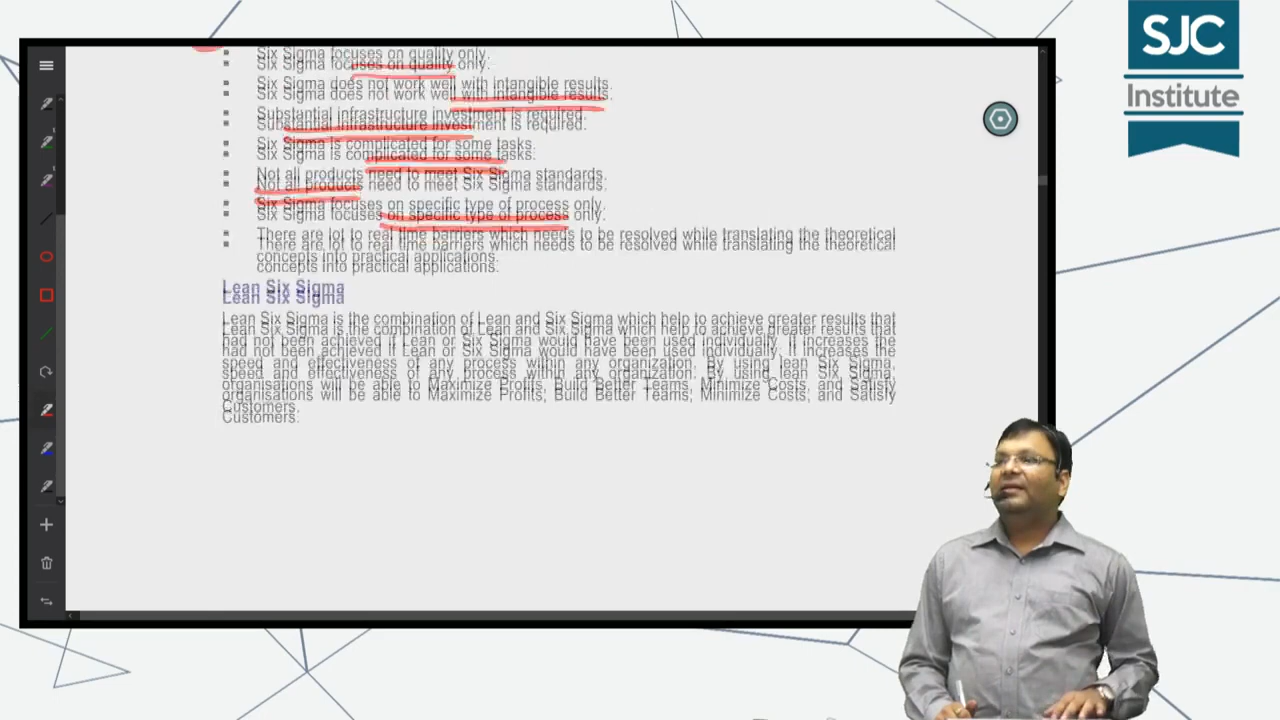 SJC
Institute
Six Sigma focuses on quality only.
Six Sigma does not work well with intangible results.
Substantial infrastructure investment is required.
Six Sigma is complicated for some tasks.
Not all products need to meet Six Sigma standards.
Six Sigma focuses on specific type of process only.
There are lot to real time barriers which needs to be resolved while translating the theoretical
concepts into practical applications.
Lean Six Sigma
Lean Six Sigma is the combination of Lean and Six Sigma which help to achieve greater results that
had not been achieved if Lean or Six Sigma would have been used individually. It increases the
speed and effectiveness of any process within any organization. By using lean Six Sigma,
organisations will be able to Maximize Profits, Build Better Teams, Minimize Costs, and Satisfy
Customers.